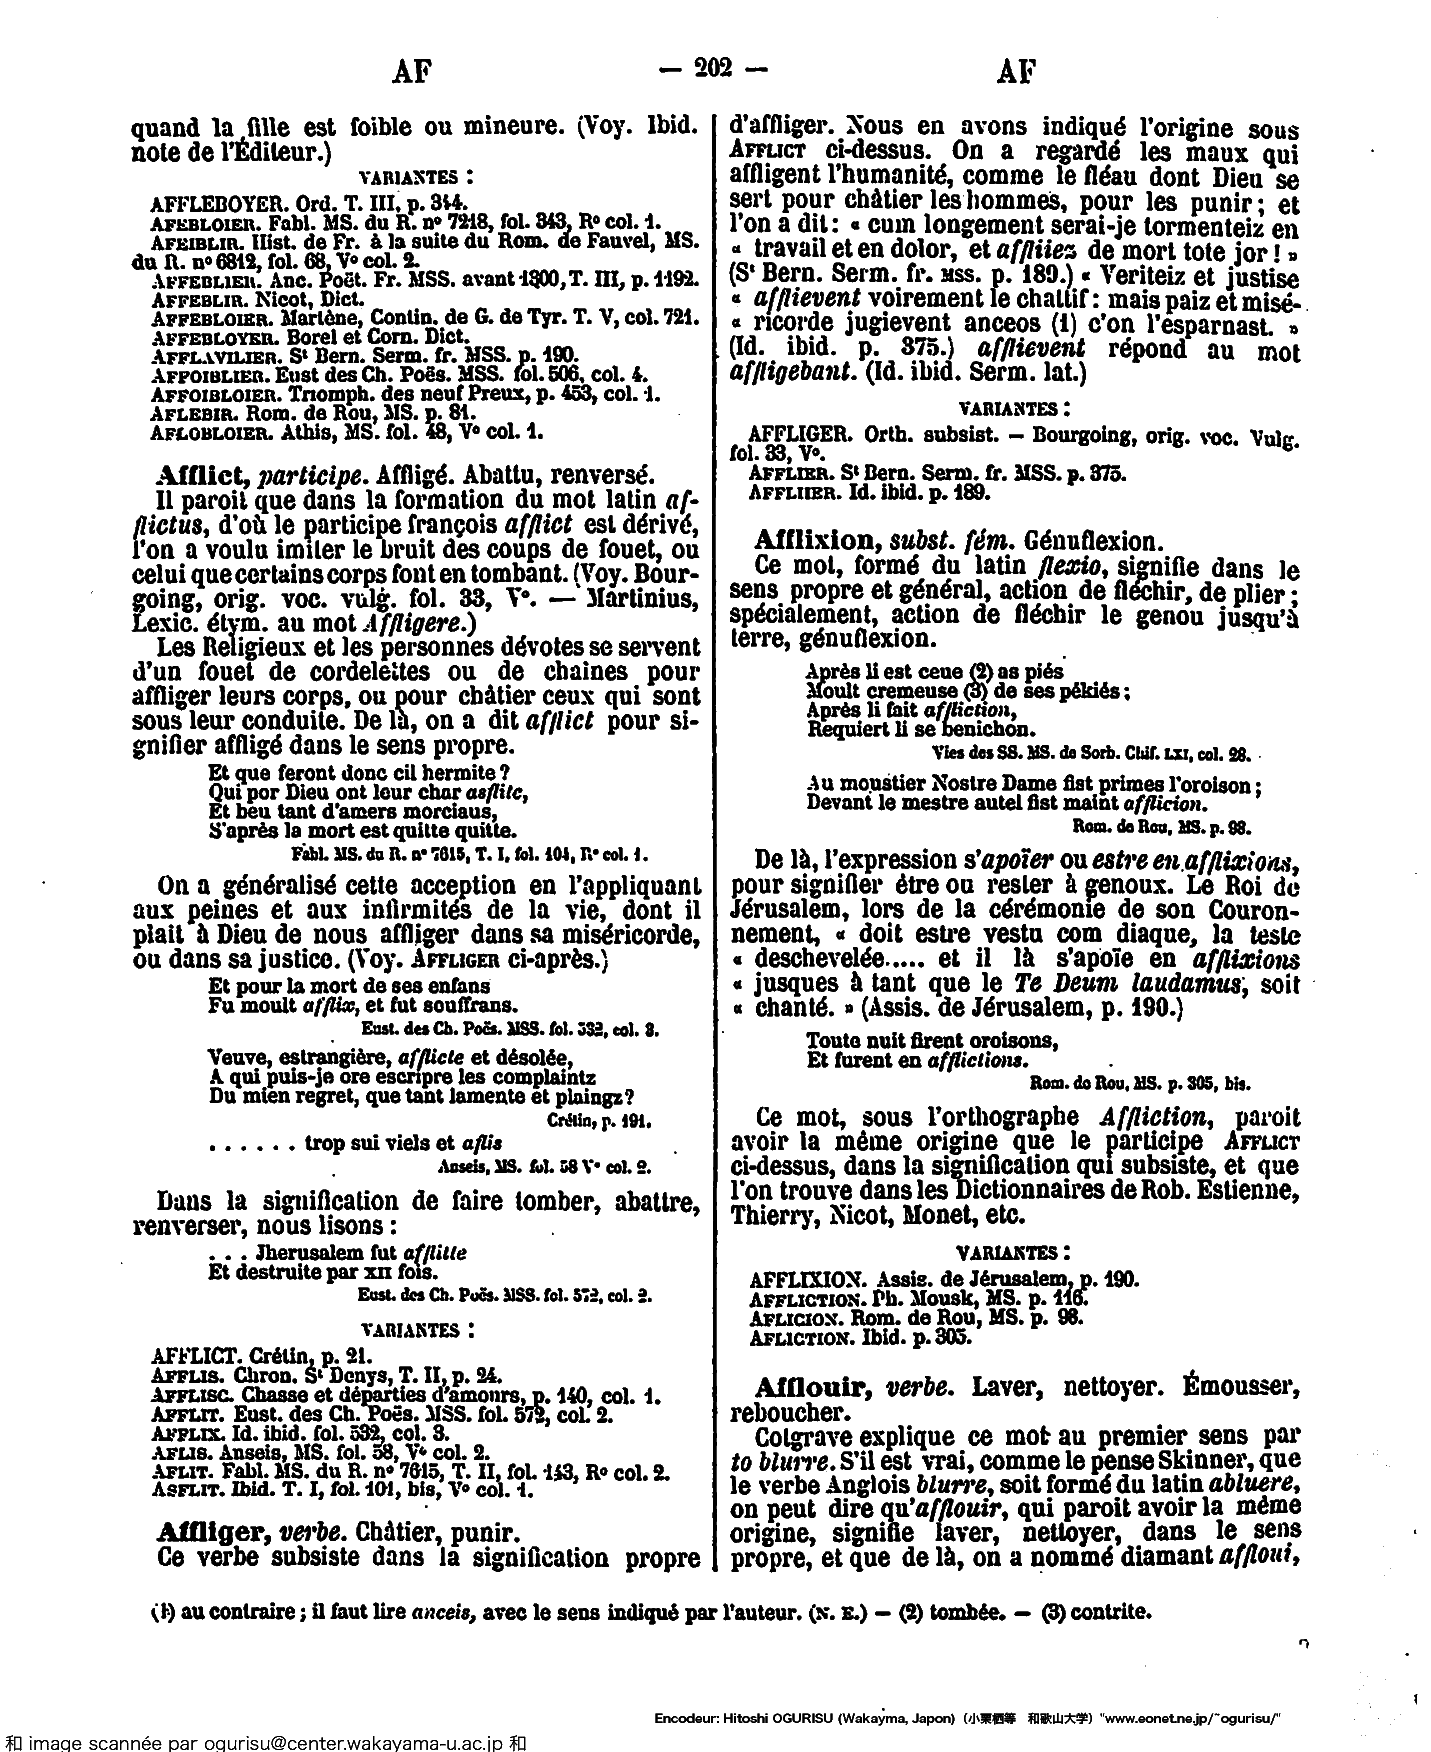 AF — 202 — AF
quand la fille est foible ou mineure. (Voy. Ibid.
note de l'Éditeur.)
VARIANTES :
AFFLEBOYER. Ord. T. III, p. 344.
AFEBLOIER. Fabl. MS. du R. nº 7218, fol. 343, Rº col. 1.
AFEIBLIR. Hist. de Fr. à la suite du Rom. de Fauvel, MS.
du R. nº 6812, fol. 68, Vº col. 2.
AFFEBLIER. Anc. Poët. Fr. MSS. avant 1300, T. III, p. 1192.
AFFEBLIR. Nicot, Dict.
AFFEBLOIER. Martène, Contin. de G. de Tyr. T. V, col. 721.
AFFEBLOYER. Borel et Corn. Dict.
AFFLAVILIER. Sᵗ Bern. Serm. fr. MSS. p. 190.
AFFOIBLIER. Eust des Ch. Poës. MSS. fol. 506, col. 4.
AFFOIBLOIER. Triomph. des neuf Preux, p. 453, col. 1.
AFLEBIR. Rom. de Rou, MS. p. 81.
AFLOBLOIER. Athis, MS. fol. 48, Vº col. 1.
Afflict, participe. Affligé. Abattu, renversé.
Il paroit que dans la formation du mot latin af-
flictus, d'où le participe françois afflict est dérivé,
l'on a voulu imiter le bruit des coups de fouet, ou
celui que certains corps font en tombant. (Voy. Bour-
going, orig. voc. vulg. fol. 33, Vº. — Martinius,
Lexic. étym. au mot Affligere.)
Les Religieux et les personnes dévotes se servent
d'un fouet de cordelettes ou de chaines pour
affliger leurs corps, ou pour châtier ceux qui sont
sous leur conduite. De là, on a dit afflict pour si-
gnifier affligé dans le sens propre.
Et que feront donc cil hermite ?
Qui por Dieu ont leur char asflite,
Et beu tant d'amers morciaus,
S'après la mort est quitte quitte.
Fabl. MS. du R. nº 7615, T. I, fol. 104, Rº col. 1.
On a généralisé cette acception en l'appliquant
aux peines et aux infirmités de la vie, dont il
plait à Dieu de nous affliger dans sa miséricorde,
ou dans sa justice. (Voy. AFFLIGER ci-après.)
Et pour la mort de ses enfans
Fu moult afflix, et fut souffrans.
Eust. des Ch. Poës. MSS. fol. 532, col. 3.
Veuve, estrangière, afflicte et désolée,
A qui puis-je ore escripre les complaintz
Du mien regret, que tant lamente et plaingz ?
Crétin, p. 191.
. . . . . . trop sui viels et aflis
Anseis, MS. fol. 58 Vº col. 2.
Dans la signification de faire tomber, abattre,
renverser, nous lisons :
. . . Jherusalem fut afflitte
Et destruite par XII fois.
Eust. des Ch. Poës. MSS. fol. 572, col. 2.
VARIANTES :
AFFLICT. Crétin, p. 21.
AFFLIS. Chron. Sᵗ Denys, T. II, p. 24.
AFFLISC. Chasse et départies d'amours, p. 140, col. 1.
AFFLIT. Eust. des Ch. Poës. MSS. fol. 572, col. 2.
AFFLIX. Id. ibid. fol. 532, col. 3.
AFLIS. Anseis, MS. fol. 58, Vº col. 2.
AFLIT. Fabl. MS. du R. nº 7615, T. II, fol. 143, Rº col. 2.
ASFLIT. Ibid. T. I, fol. 101, bis, Vº col. 1.
Affliger, verbe. Châtier, punir.
Ce verbe subsiste dans la signification propre
d'affliger. Nous en avons indiqué l'origine sous
AFFLICT ci-dessus. On a regardé les maux qui
affligent l'humanité, comme le fléau dont Dieu se
sert pour châtier les hommes, pour les punir ; et
l'on a dit : « cum longement serai-je tormenteiz en
« travail et en dolor, et affliiez de mort tote jor ! »
(Sᵗ Bern. Serm. fr. MSS. p. 189.) « Veriteiz et justise
« afflievent voirement le chattif : mais paiz et misé-
« ricorde jugievent anceos (1) c'on l'esparnast. »
(Id. ibid. p. 375.) afflievent répond au mot
affligebant. (Id. ibid. Serm. lat.)
VARIANTES :
AFFLIGER. Orth. subsist. — Bourgoing, orig. voc. Vulg.
fol. 33, Vº.
AFFLIER. Sᵗ Bern. Serm. fr. MSS. p. 375.
AFFLIIER. Id. ibid. p. 189.
Afflixion, subst. fém. Génuflexion.
Ce mot, formé du latin flexio, signifie dans le
sens propre et général, action de fléchir, de plier ;
spécialement, action de fléchir le genou jusqu'à
terre, génuflexion.
Après li est ceue (2) as piés
Moult cremeuse (3) de ses pékiés ;
Après li fait affliction,
Requiert li se benichon.
Vies des SS. MS. de Sorb. Chif. LXI, col. 28.
Au moustier Nostre Dame fist primes l'oroison ;
Devant le mestre autel fist maint afflicion.
Rom. de Rou, MS. p. 98.
De là, l'expression s'apoïer ou estre en afflixions,
pour signifier être ou rester à genoux. Le Roi de
Jérusalem, lors de la cérémonie de son Couron-
nement, « doit estre vestu com diaque, la teste
« deschevelée..... et il là s'apoïe en afflixions
« jusques à tant que le Te Deum laudamus, soit
« chanté. » (Assis. de Jérusalem, p. 190.)
Toute nuit firent oroisons,
Et furent en afflictions.
Rom. de Rou, MS. p. 305, bis.
Ce mot, sous l'orthographe Affliction, paroit
avoir la même origine que le participe AFFLICT
ci-dessus, dans la signification qui subsiste, et que
l'on trouve dans les Dictionnaires de Rob. Estienne,
Thierry, Nicot, Monet, etc.
VARIANTES :
AFFLIXION. Assis. de Jérusalem, p. 190.
AFFLICTION. Ph. Mousk, MS. p. 116.
AFLICION. Rom. de Rou, MS. p. 98.
AFLICTION. Ibid. p. 305.
Afflouir, verbe. Laver, nettoyer. Émousser,
reboucher.
Cotgrave explique ce mot au premier sens par
to blurre. S'il est vrai, comme le pense Skinner, que
le verbe Anglois blurre, soit formé du latin abluere,
on peut dire qu'afflouir, qui paroit avoir la même
origine, signifie laver, nettoyer, dans le sens
propre, et que de là, on a nommé diamant affloui,
(1) au contraire ; il faut lire anceis, avec le sens indiqué par l'auteur. (N. E.) — (2) tombée. — (3) contrite.
Encodeur: Hitoshi OGURISU (Wakayma, Japon) (小栗栖等 和歌山大学) "www.eonet.ne.jp/~ogurisu/"
和 image scannée par ogurisu@center.wakayama-u.ac.jp 和